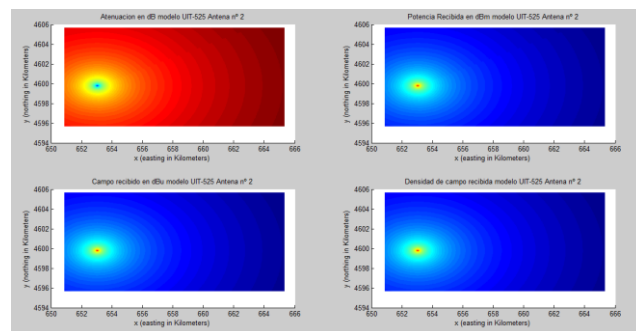 Atenuacion en dB modelo UIT-525 Antena nº 2
4606
4604
4602
4600
4598
4596
4594
y (northing in Kilometers)
650 652 654 656 658 660 662 664 666
x (easting in Kilometers)
Potencia Recibida en dBm modelo UIT-525 Antena nº 2
4606
4604
4602
4600
4598
4596
4594
y (northing in Kilometers)
650 652 654 656 658 660 662 664 666
x (easting in Kilometers)
Campo recibido en dBu modelo UIT-525 Antena nº 2
4606
4604
4602
4600
4598
4596
4594
y (northing in Kilometers)
650 652 654 656 658 660 662 664 666
x (easting in Kilometers)
Densidad de campo recibida modelo UIT-525 Antena nº 2
4606
4604
4602
4600
4598
4596
4594
y (northing in Kilometers)
650 652 654 656 658 660 662 664 666
x (easting in Kilometers)